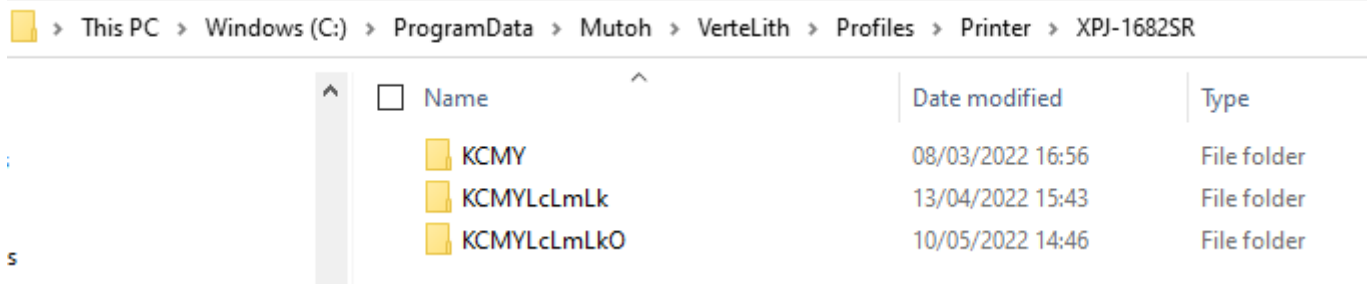 This PC > Windows (C:) > ProgramData > Mutoh > VerteLith > Profiles > Printer > XPJ-1682SR
Name Date modified Type
KCMY 08/03/2022 16:56 File folder
KCMYLcLmLk 13/04/2022 15:43 File folder
KCMYLcLmLkO 10/05/2022 14:46 File folder
s